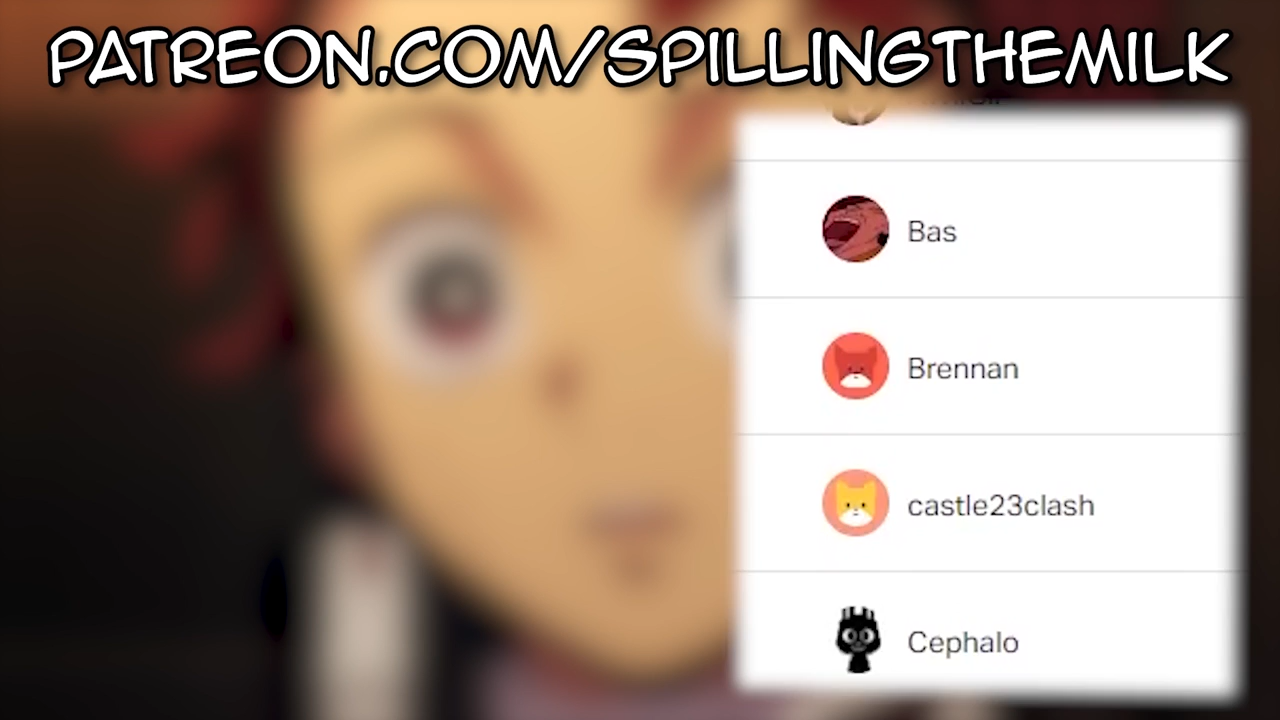 PATREON.COM/SPILLINGTHEMILK
Bas
Brennan
castle23clash
Cephalo